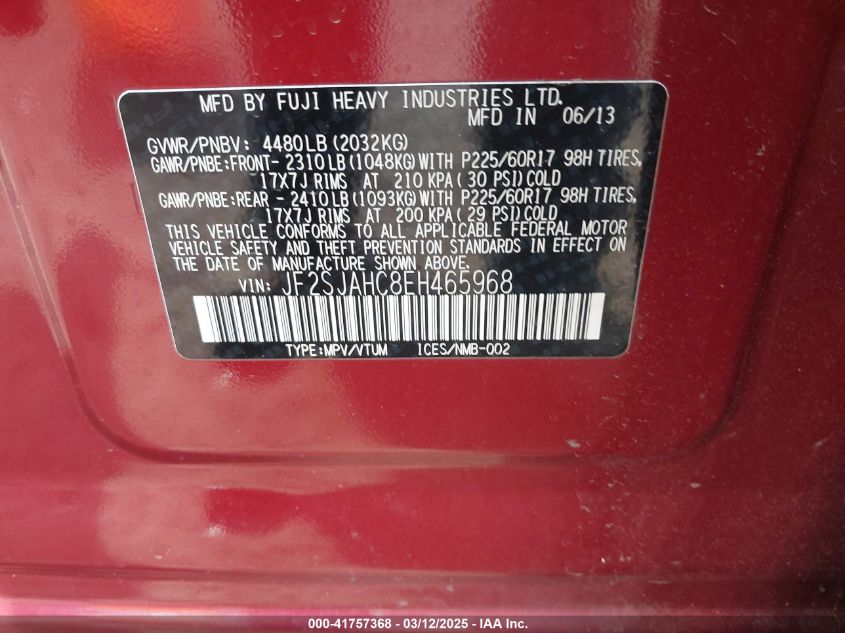 MFD BY FUJI HEAVY INDUSTRIES LTD.
MFD IN 06/13
GVWR/PNBV: 4480LB(2032KG)
GAWR/PNBE:FRONT- 2310LB(1048KG)WITH P225/60R17 98H TIRES,
17X7J RIMS AT 210 KPA( 30 PSI)COLD
GAWR/PNBE:REAR - 2410LB(1093KG)WITH P225/60R17 98H TIRES,
17X7J RIMS AT 200 KPA( 29 PSI)COLD
THIS VEHICLE CONFORMS TO ALL APPLICABLE FEDERAL MOTOR
VEHICLE SAFETY AND THEFT PREVENTION STANDARDS IN EFFECT ON
THE DATE OF MANUFACTURE SHOWN ABOVE.
VIN: JF2SJAHC8EH465968
TYPE:MPV/VTUM ICES/NMB-002
000-41757368 - 03/12/2025 - IAA Inc.